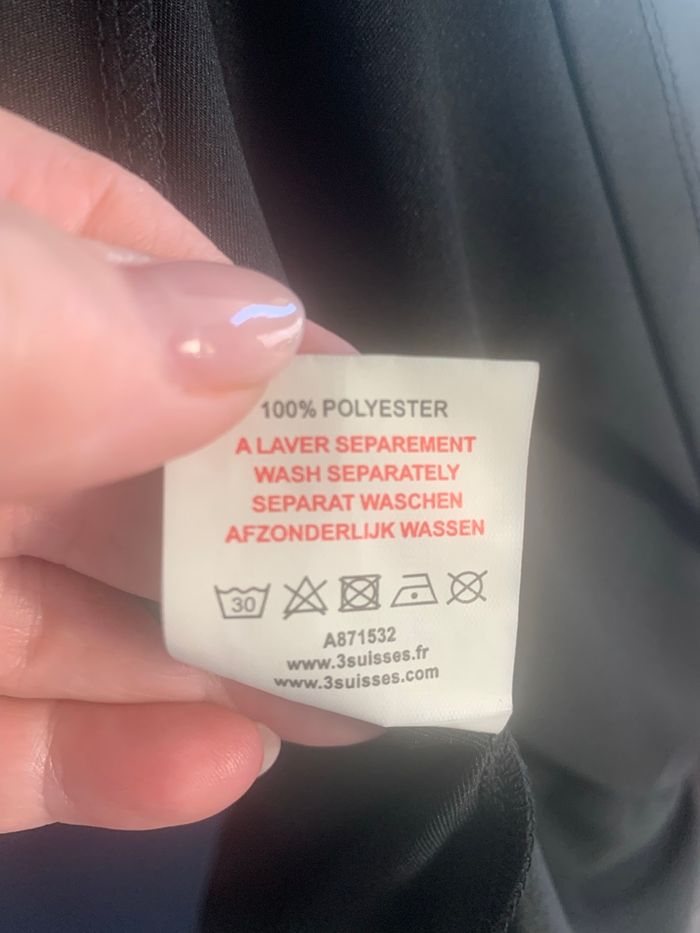 100% POLYESTER
A LAVER SEPAREMENT
WASH SEPARATELY
SEPARAT WASCHEN
AFZONDERLIJK WASSEN
30
A871532
www.3suisses.fr
www.3suisses.com